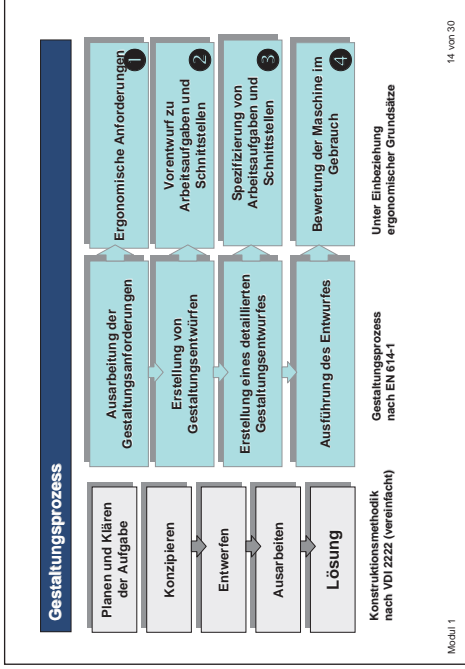 Gestaltungsprozess
Planen und Klären
der Aufgabe
Konzipieren
Entwerfen
Ausarbeiten
Lösung
Konstruktionsmethodik
nach VDI 2222 (vereinfacht)
Ausarbeitung der
Gestaltungsanforderungen
Erstellung von
Gestaltungsentwürfen
Erstellung eines detaillierten
Gestaltungsentwurfes
Ausführung des Entwurfes
Gestaltungsprozess
nach EN 614-1
Ergonomische Anforderungen
1
Vorentwurf zu
Arbeitsaufgaben und
Schnittstellen
2
Spezifizierung von
Arbeitsaufgaben und
Schnittstellen
3
Bewertung der Maschine im
Gebrauch
4
Unter Einbeziehung
ergonomischer Grundsätze
Modul 1
14 von 30